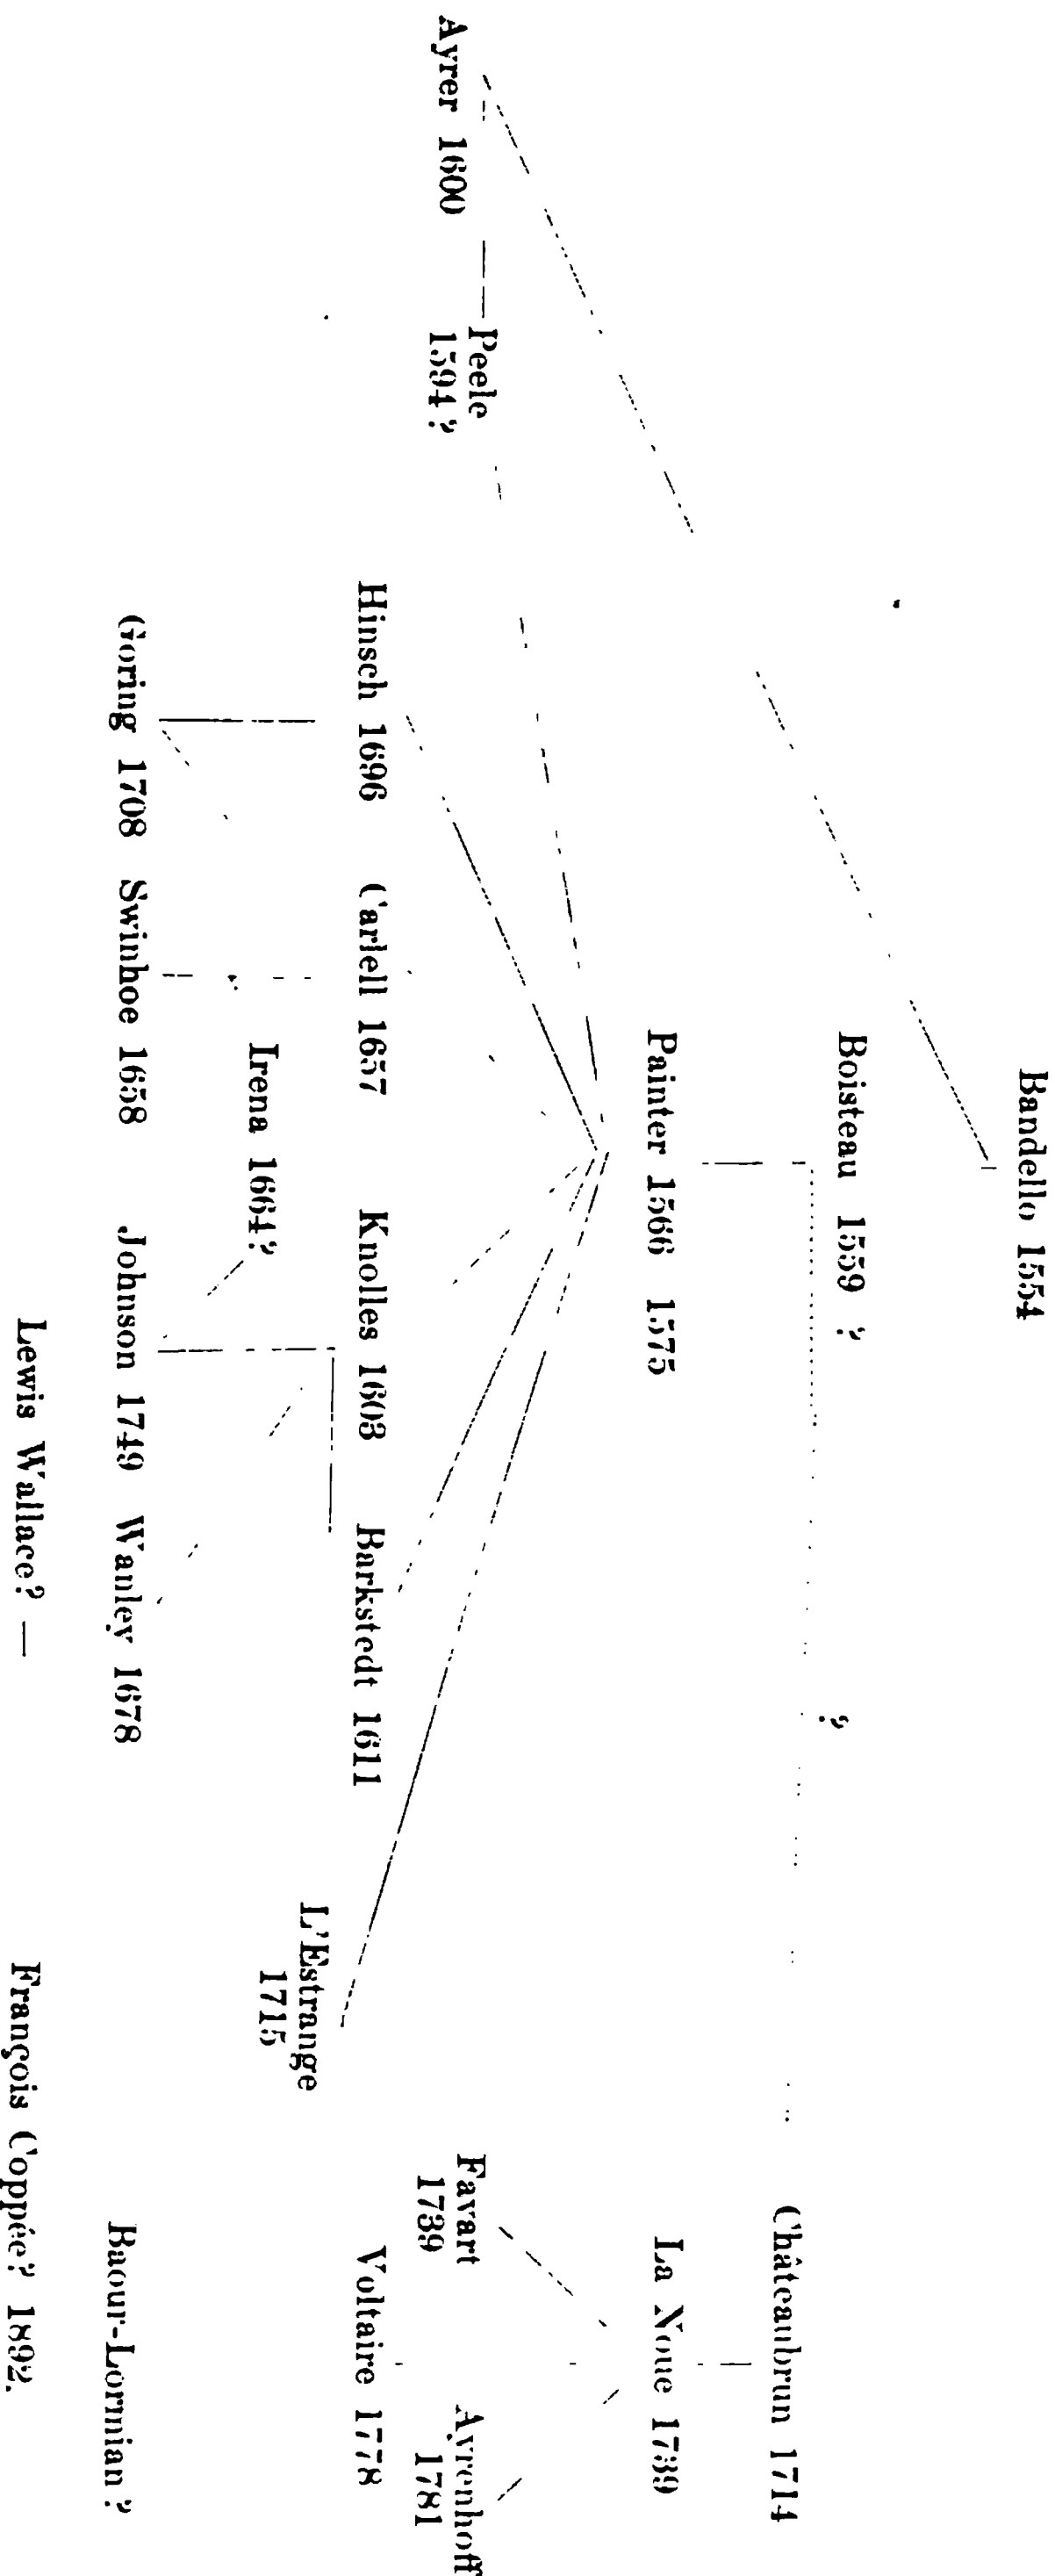 Bandello 1554
Boisteau 1559 ?
?
Châteaubrun 1714
Painter 1566 1575
La Noue 1739
Ayrer 1600
Peele
1594?
Favart
1739
Ayrenhoff
1781
Hinsch 1696
Carlell 1657
Knolles 1603
Barkstedt 1611
Voltaire 1778
L'Estrange
1715
Irena 1664?
Goring 1708
Swinhoe 1658
Johnson 1749
Wanley 1678
Baour-Lormian?
Lewis Wallace? —
François Coppée? 1892.